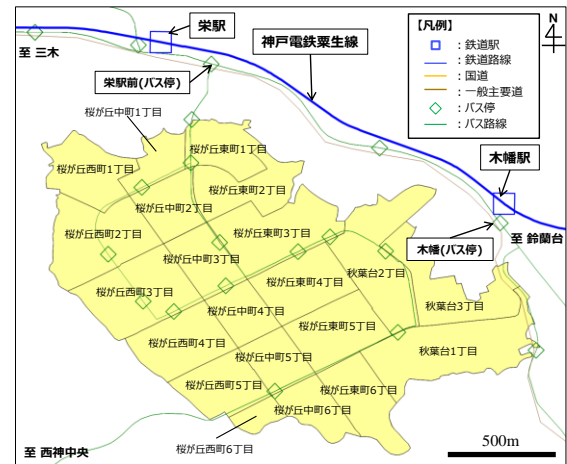 栄駅
【凡例】
：鉄道駅
：鉄道路線
：国道
：一般主要道
：バス停
：バス路線
N
至 三木
神戸電鉄粟生線
栄駅前(バス停)
桜が丘中町1丁目
桜が丘東町1丁目
木幡駅
桜が丘西町1丁目
桜が丘東町2丁目
桜が丘中町2丁目
桜が丘西町2丁目
桜が丘東町3丁目
至 鈴蘭台
木幡(バス停)
桜が丘中町3丁目
秋葉台2丁目
桜が丘東町4丁目
桜が丘西町3丁目
秋葉台3丁目
桜が丘中町4丁目
桜が丘東町5丁目
桜が丘西町4丁目
秋葉台1丁目
桜が丘中町5丁目
桜が丘西町5丁目
桜が丘東町6丁目
桜が丘中町6丁目
桜が丘西町6丁目
至 西神中央
500m